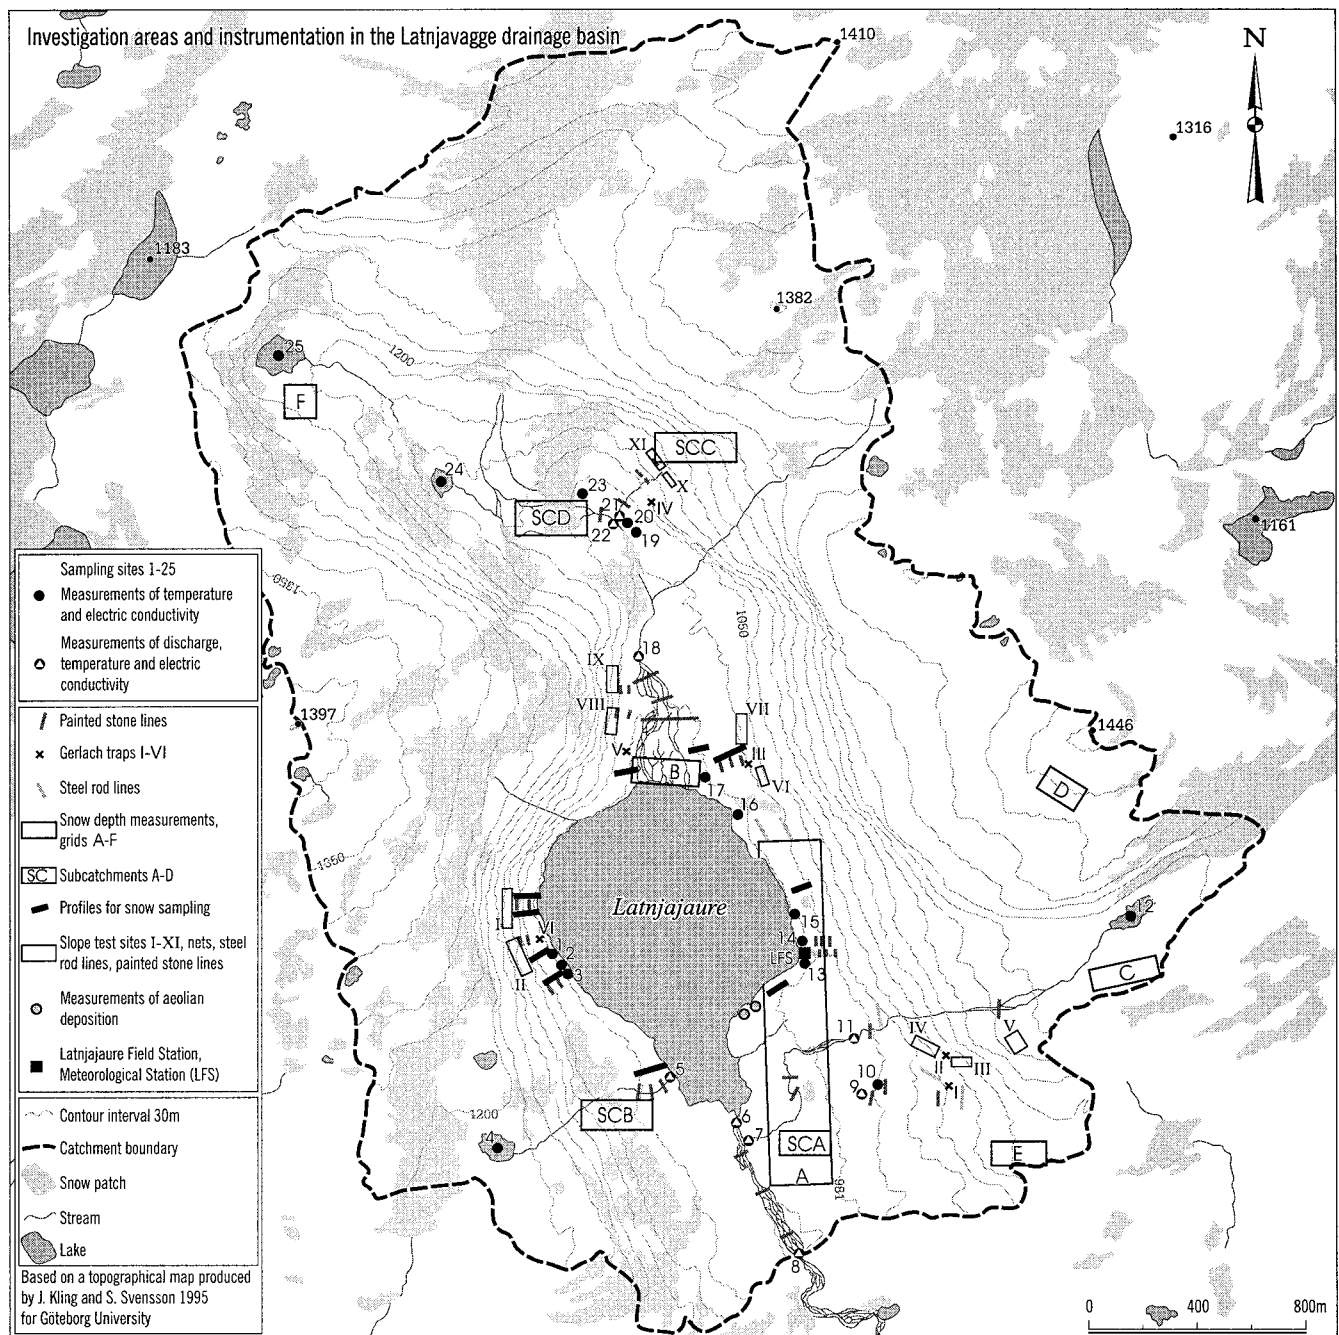 Investigation areas and instrumentation in the Latnjavagge drainage basin
1410
N
1316
1183
1382
25
1200
F
XI
SCC
24
X
23
IV
21
SCD
20
22
19
1161
1350
1050
18
IX
VIII
VII
1397
1446
V
III
B
VI
17
D
16
1350
Latnjajaure
12
I
15
VI
14
1
LFS
2
13
3
C
II
11
IV
V
II
III
5
10
9
I
1200
SCB
6
4
7
SCA
E
A
981
8
Sampling sites 1-25
Measurements of temperature
and electric conductivity
Measurements of discharge,
temperature and electric
conductivity
Painted stone lines
Gerlach traps I-VI
Steel rod lines
Snow depth measurements,
grids A-F
SC Subcatchments A-D
Profiles for snow sampling
Slope test sites I-XI, nets, steel
rod lines, painted stone lines
Measurements of aeolian
deposition
Latnjajaure Field Station,
Meteorological Station (LFS)
Contour interval 30m
Catchment boundary
Snow patch
Stream
Lake
Based on a topographical map produced
by J. Kling and S. Svensson 1995
for Göteborg University
0 400 800m